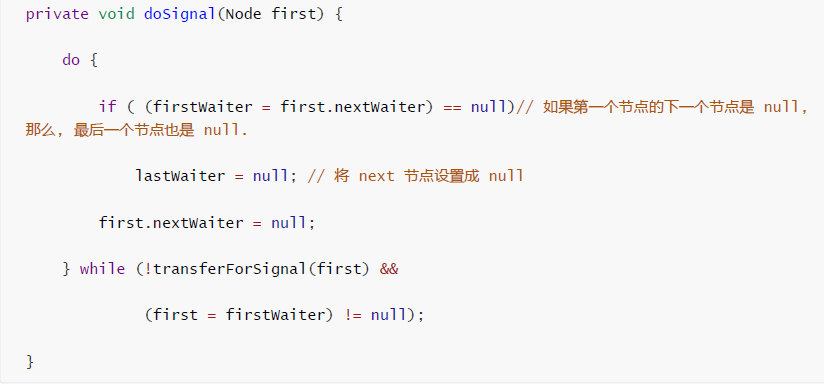 private void doSignal(Node first) {
do {
if ( (firstWaiter = first.nextWaiter) == null)// 如果第一个节点的下一个节点是 null,
那么, 最后一个节点也是 null.
lastWaiter = null; // 将 next 节点设置成 null
first.nextWaiter = null;
} while (!transferForSignal(first) &&
(first = firstWaiter) != null);
}